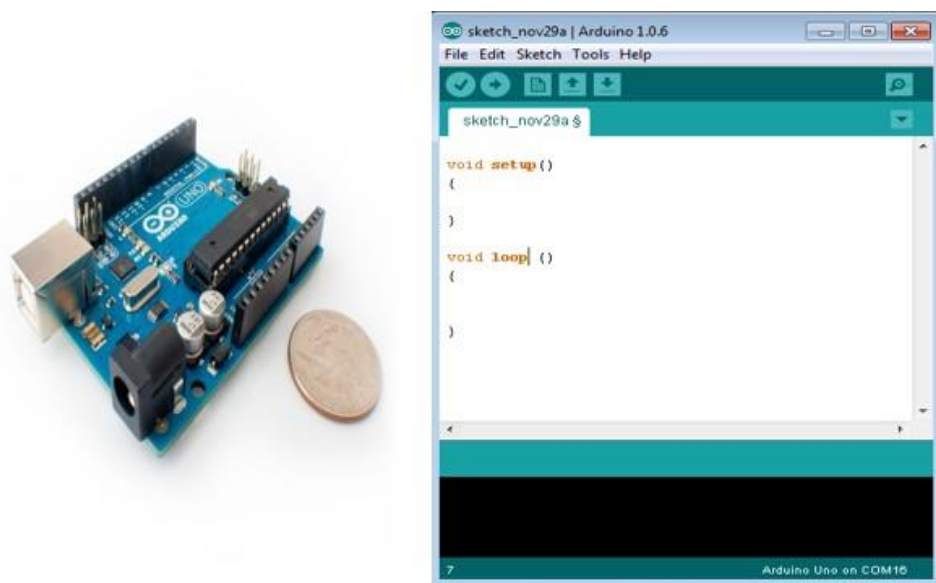 UNO
ARDUINO
sketch_nov29a | Arduino 1.0.6
File Edit Sketch Tools Help
sketch_nov29a §
void setup()
{
}
void loop ()
{
}
7
Arduino Uno on COM16